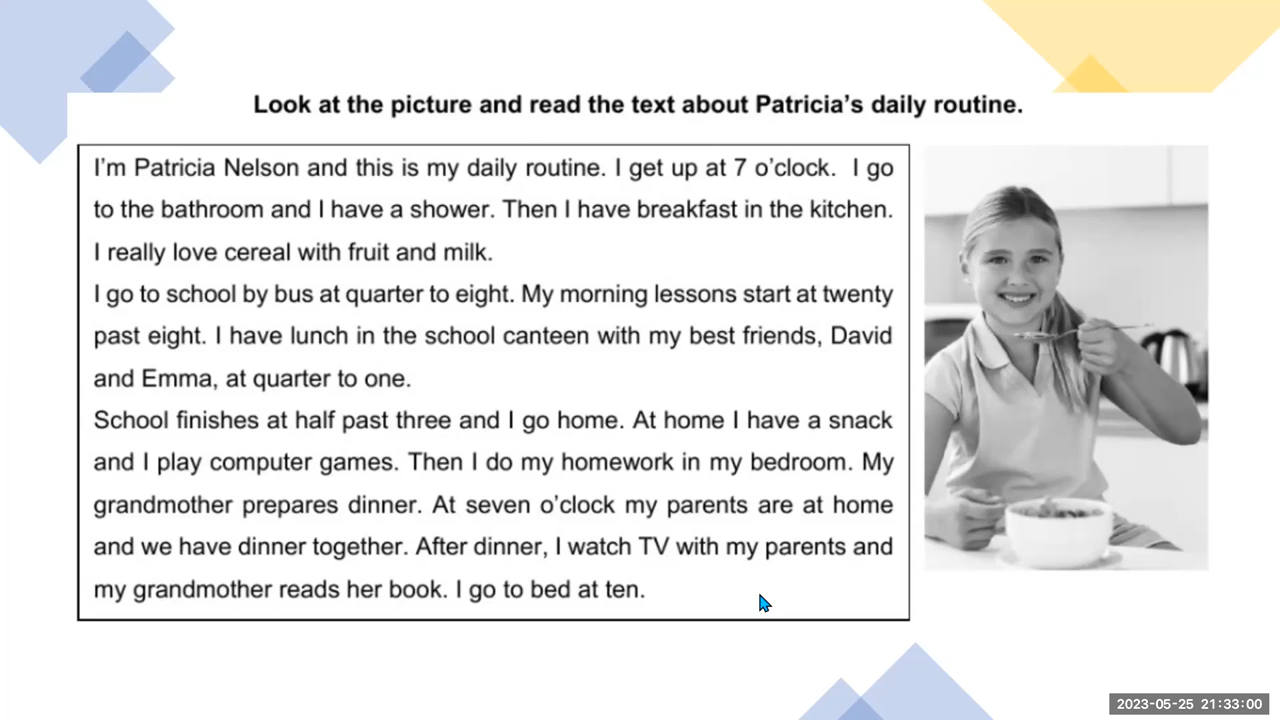 Look at the picture and read the text about Patricia's daily routine.
I'm Patricia Nelson and this is my daily routine. I get up at 7 o'clock. I go
to the bathroom and I have a shower. Then I have breakfast in the kitchen.
I really love cereal with fruit and milk.
I go to school by bus at quarter to eight. My morning lessons start at twenty
past eight. I have lunch in the school canteen with my best friends, David
and Emma, at quarter to one.
School finishes at half past three and I go home. At home I have a snack
and I play computer games. Then I do my homework in my bedroom. My
grandmother prepares dinner. At seven o'clock my parents are at home
and we have dinner together. After dinner, I watch TV with my parents and
my grandmother reads her book. I go to bed at ten.
2023-05-25 21:33:00